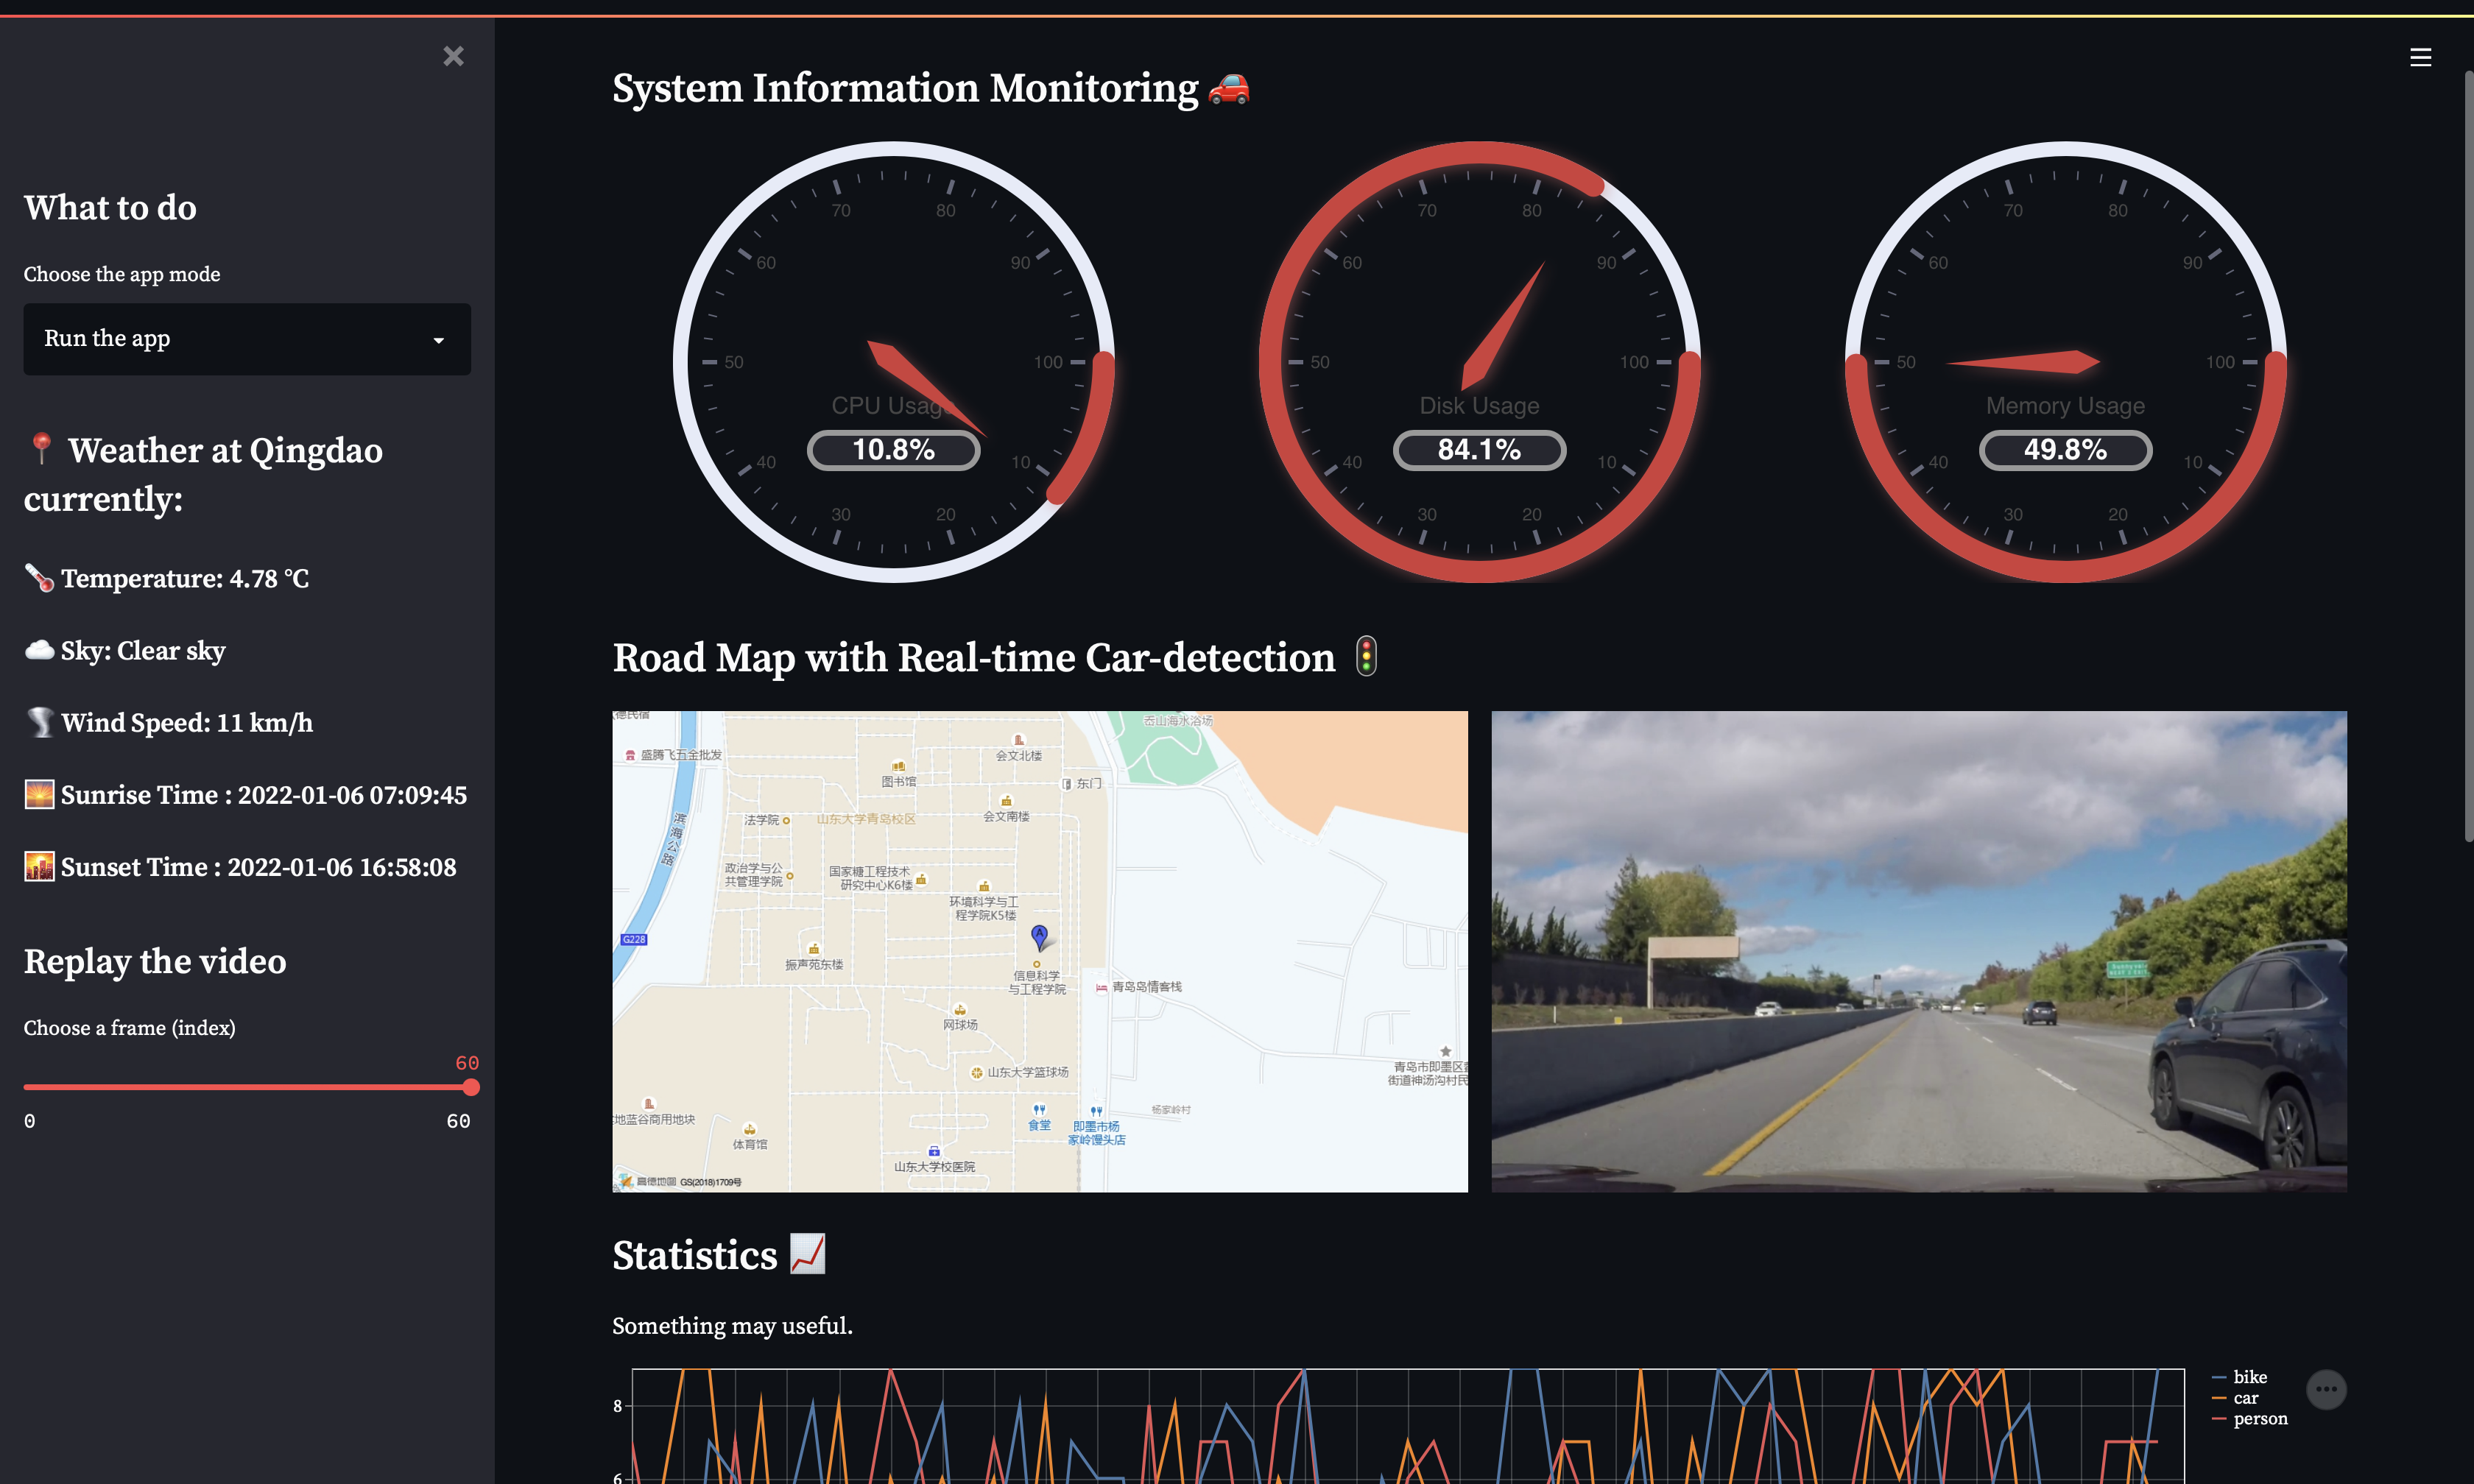 What to do
Choose the app mode
Run the app
Weather at Qingdao
currently:
Temperature: 4.78 °C
Sky: Clear sky
Wind Speed: 11 km/h
Sunrise Time : 2022-01-06 07:09:45
Sunset Time : 2022-01-06 16:58:08
Replay the video
Choose a frame (index)
60
0
60
System Information Monitoring
70
80
60
90
50
100
CPU Usage
10.8%
40
10
30
20
70
80
60
90
50
100
Disk Usage
84.1%
40
10
30
20
70
80
60
90
50
100
Memory Usage
49.8%
40
10
30
20
Road Map with Real-time Car-detection
盛腾飞五金批发
图书馆
会文北楼
东门
会文南楼
法学院
山东大学青岛校区
滨海公路
政治学与公
共管理学院
国家糖工程技术
研究中心K6楼
环境科学与工
程学院K5楼
G228
A
振声苑东楼
信息科学
与工程学院
青岛岛情客栈
网球场
山东大学篮球场
青岛市即墨区
街道神汤沟村民
地蓝谷商用地块
体育馆
食堂
即墨市杨
家岭馒头店
杨家岭村
山东大学校医院
高德地图 GS(2018)1709号
Statistics
Something may useful.
8
6
bike
car
person